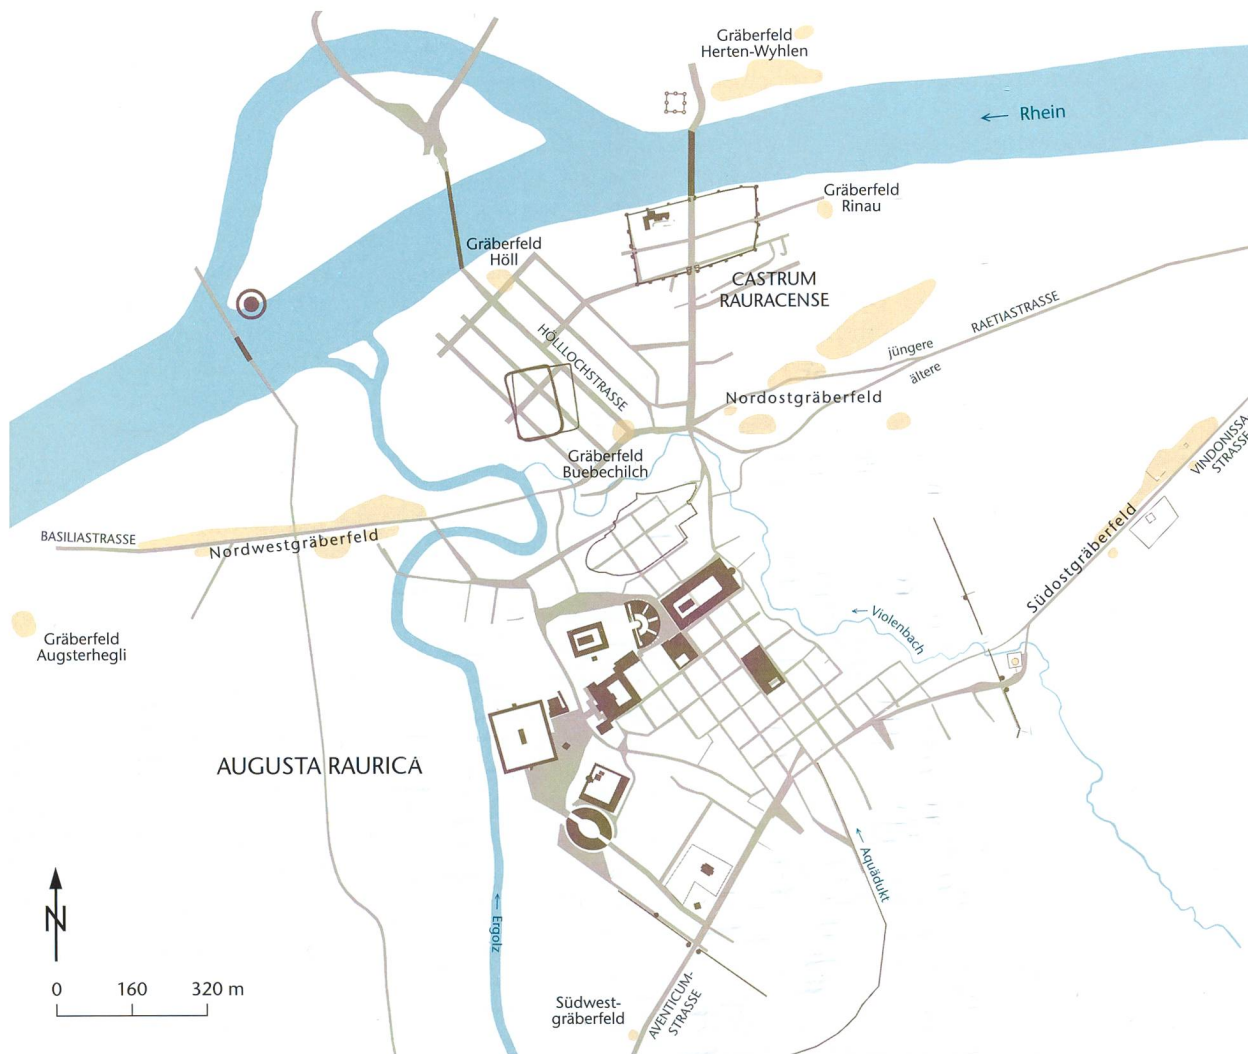 Gräberfeld
Herten-Wyhlen
← Rhein
Gräberfeld
Rinau
Gräberfeld
Höll
CASTRUM
RAURACENSE
HÖLLLOCHSTRASSE
RAETIASTRASSE
jüngere
ältere
Nordostgräberfeld
Gräberfeld
Buebechilch
VINDONISSA
STRASSE
BASILIASTRASSE
Nordwestgräberfeld
Südostgräberfeld
← Violenbach
Gräberfeld
Augsterhegli
AUGUSTA RAURICA
← Aquädukt
← Ergolz
N
0 160 320 m
Südwest-
gräberfeld
AVENTICUM-
STRASSE